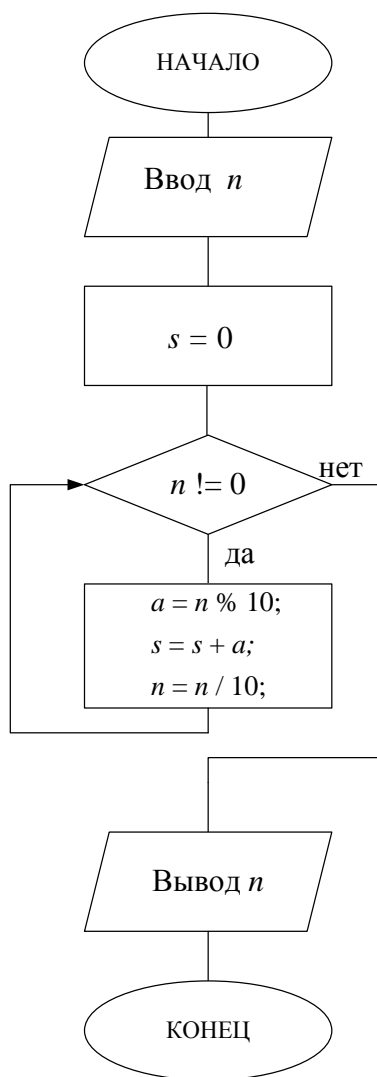 НАЧАЛО
Ввод n
s = 0
n != 0
нет
да
a = n % 10;
s = s + a;
n = n / 10;
Вывод n
КОНЕЦ